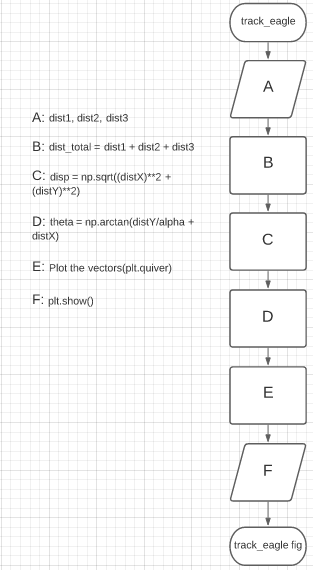 track_eagle
A
A: dist1, dist2, dist3
B: dist_total = dist1 + dist2 + dist3
B
C: disp = np.sqrt((distX)**2 +
(distY)**2)
C
D: theta = np.arctan(distY/alpha +
distX)
E: Plot the vectors(plt.quiver)
F: plt.show()
D
E
F
track_eagle fig